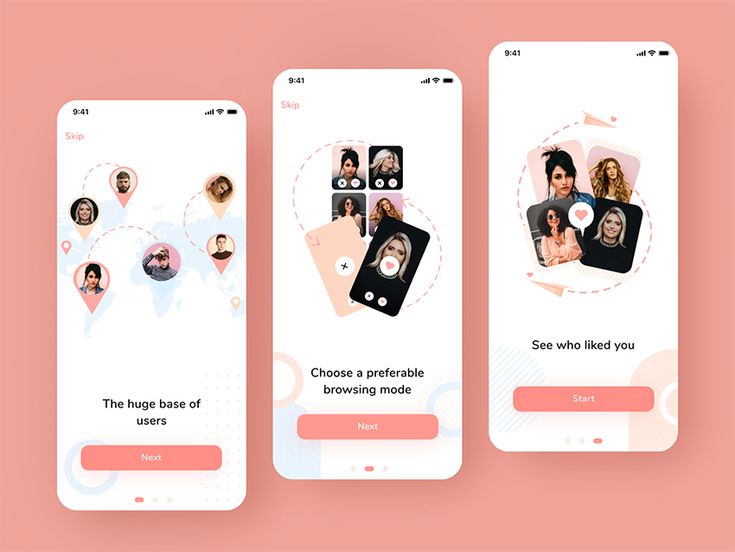 9:41
Skip
The huge base of
users
Next
9:41
Skip
Choose a preferable
browsing mode
Next
9:41
See who liked you
Start